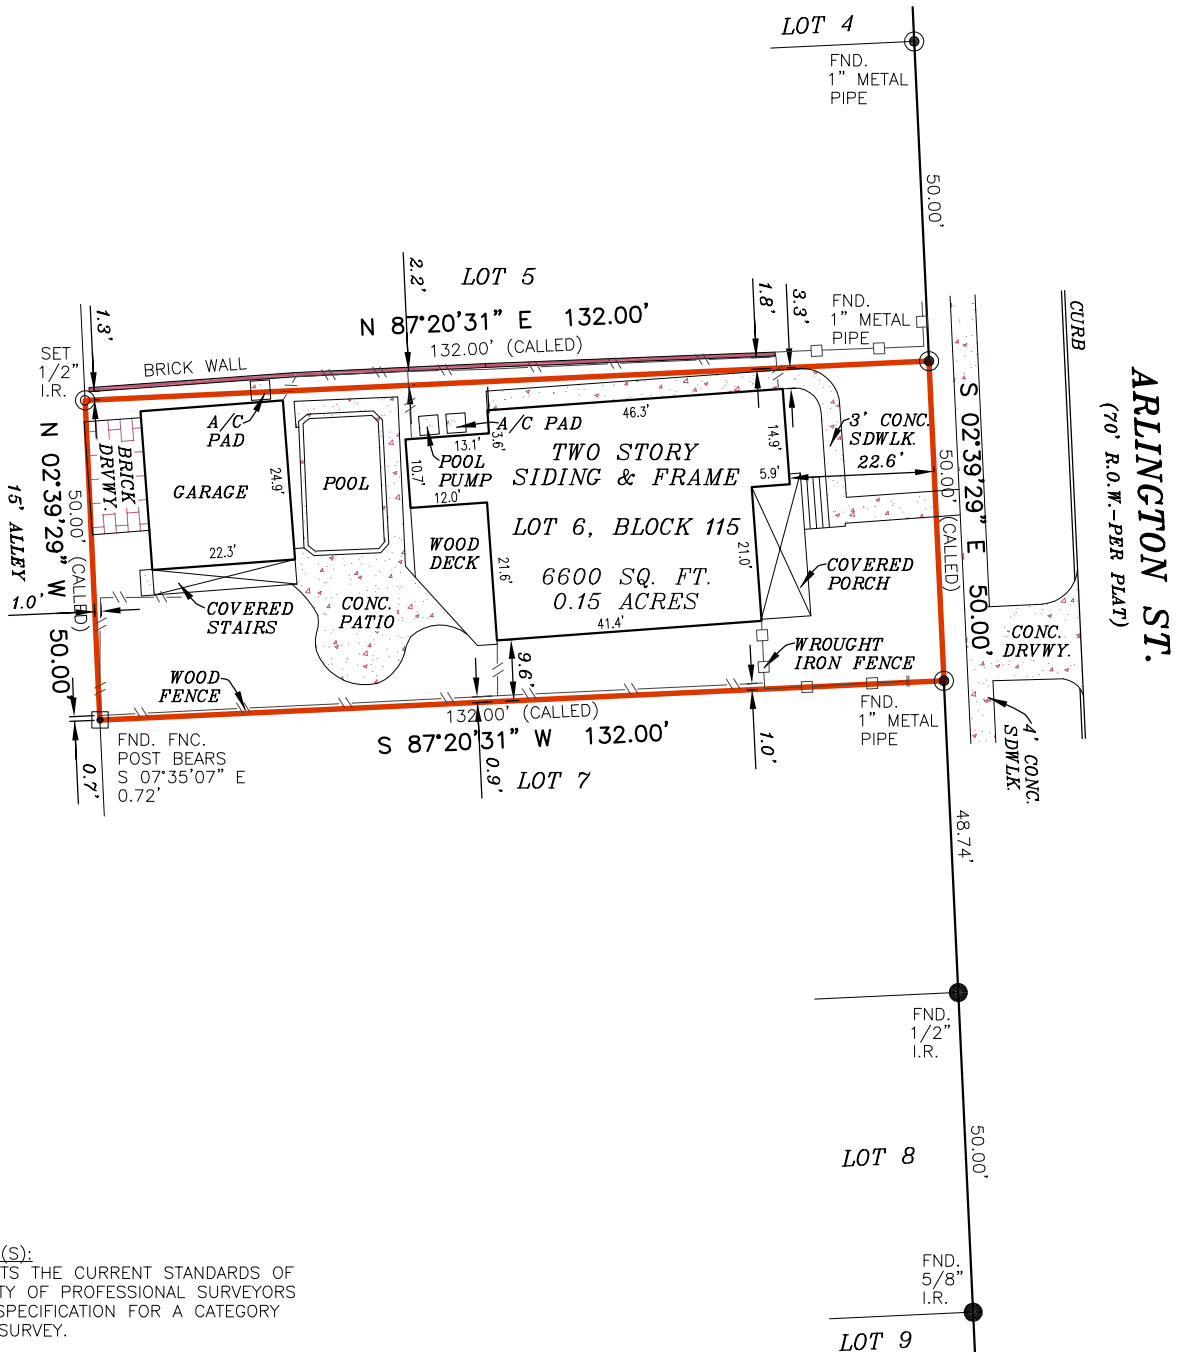 LOT 4
FND.
1" METAL
PIPE
50.00'
ARLINGTON ST.
(70' R.O.W.-PER PLAT)
CURB
LOT 5
2.2'
N 87°20'31" E 132.00'
132.00' (CALLED)
1.8'
3.3'
FND.
1" METAL
PIPE
1.3'
SET
1/2"
I.R.
BRICK WALL
A/C
PAD
A/C PAD
46.3'
3.6'
13.1'
14.9'
3' CONC.
SDWLK.
22.6'
5.9'
S 02°39'29" E 50.00'
50.00' (CALLED)
BRICK
DRVWY.
GARAGE
24.9'
22.3'
POOL
POOL
PUMP
10.7'
12.0'
TWO STORY
SIDING & FRAME
LOT 6, BLOCK 115
6600 SQ. FT.
0.15 ACRES
WOOD
DECK
21.6'
21.0'
41.4'
COVERED
PORCH
N 02°39'29" W 50.00'
50.00' (CALLED)
15' ALLEY
1.0'
COVERED
STAIRS
CONC.
PATIO
CONC.
DRVWY.
WROUGHT
IRON FENCE
WOOD
FENCE
9.6'
132.00' (CALLED)
S 87°20'31" W 132.00'
0.9'
LOT 7
1.0'
FND.
1" METAL
PIPE
4' CONC.
SDWLK.
0.7'
FND. FNC.
POST BEARS
S 07°35'07" E
0.72'
48.74'
FND.
1/2"
I.R.
50.00'
LOT 8
FND.
5/8"
I.R.
LOT 9
(S):
TS THE CURRENT STANDARDS OF
TY OF PROFESSIONAL SURVEYORS
SPECIFICATION FOR A CATEGORY
SURVEY.